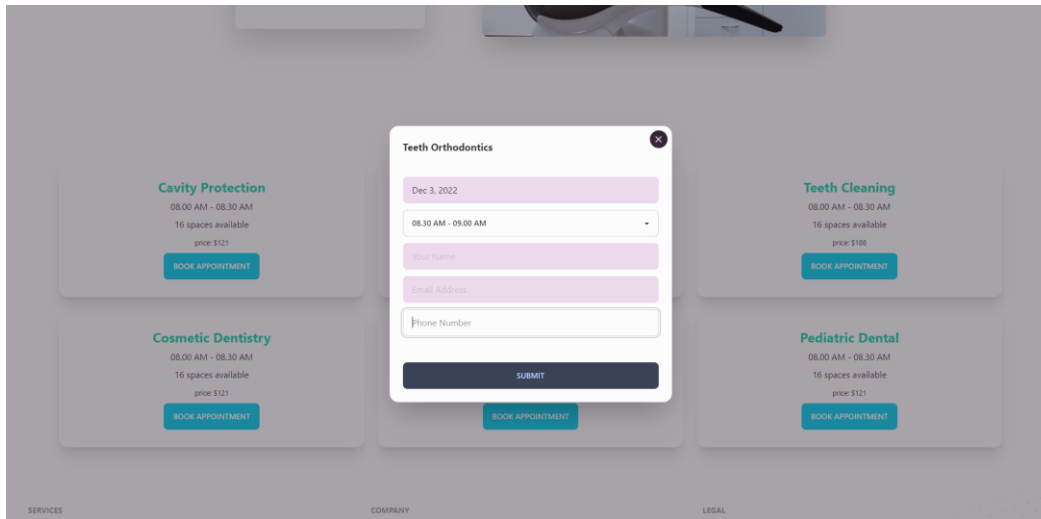 Teeth Orthodontics
Dec 3, 2022
08.30 AM - 09.00 AM
Your Name
Email Address
Phone Number
SUBMIT
Cavity Protection
08.00 AM - 08.30 AM
16 spaces available
price: $121
BOOK APPOINTMENT
Teeth Cleaning
08.00 AM - 08.30 AM
16 spaces available
price: $186
BOOK APPOINTMENT
Cosmetic Dentistry
08.00 AM - 08.30 AM
16 spaces available
price: $121
BOOK APPOINTMENT
BOOK APPOINTMENT
Pediatric Dental
08.00 AM - 08.30 AM
16 spaces available
price: $121
BOOK APPOINTMENT
SERVICES
COMPANY
LEGAL